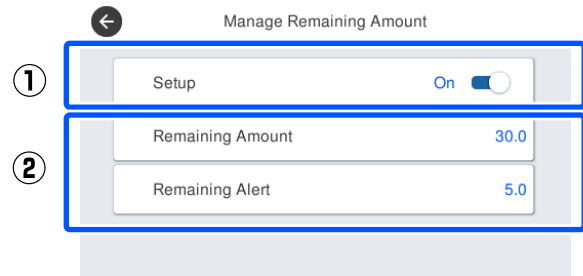 Manage Remaining Amount
①
Setup On
②
Remaining Amount 30.0
Remaining Alert 5.0